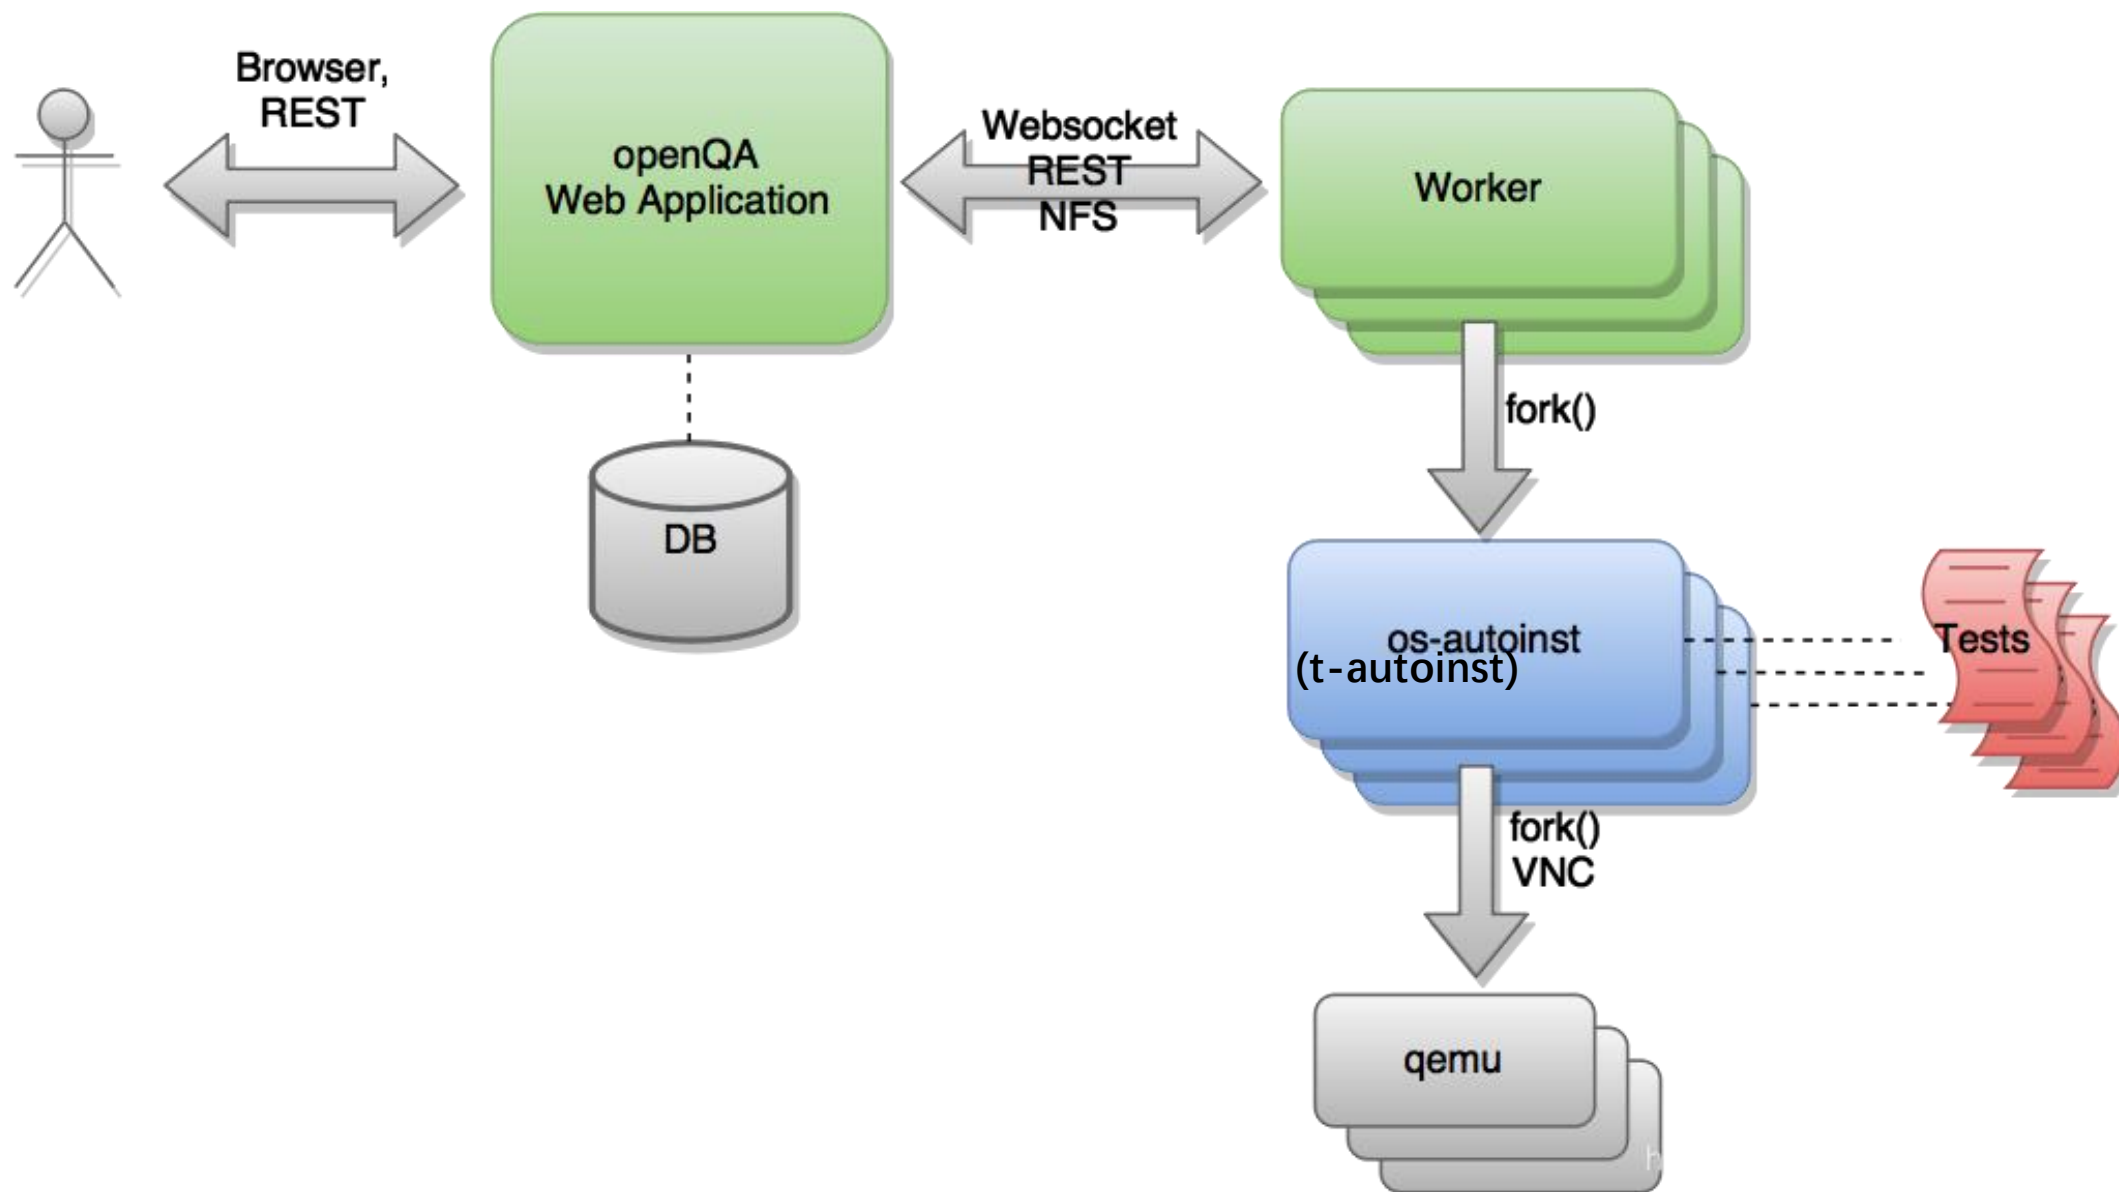 Browser,
REST
openQA
Web Application
Websocket
REST
NFS
Worker
fork()
DB
os-autoinst
(t-autoinst)
Tests
fork()
VNC
qemu